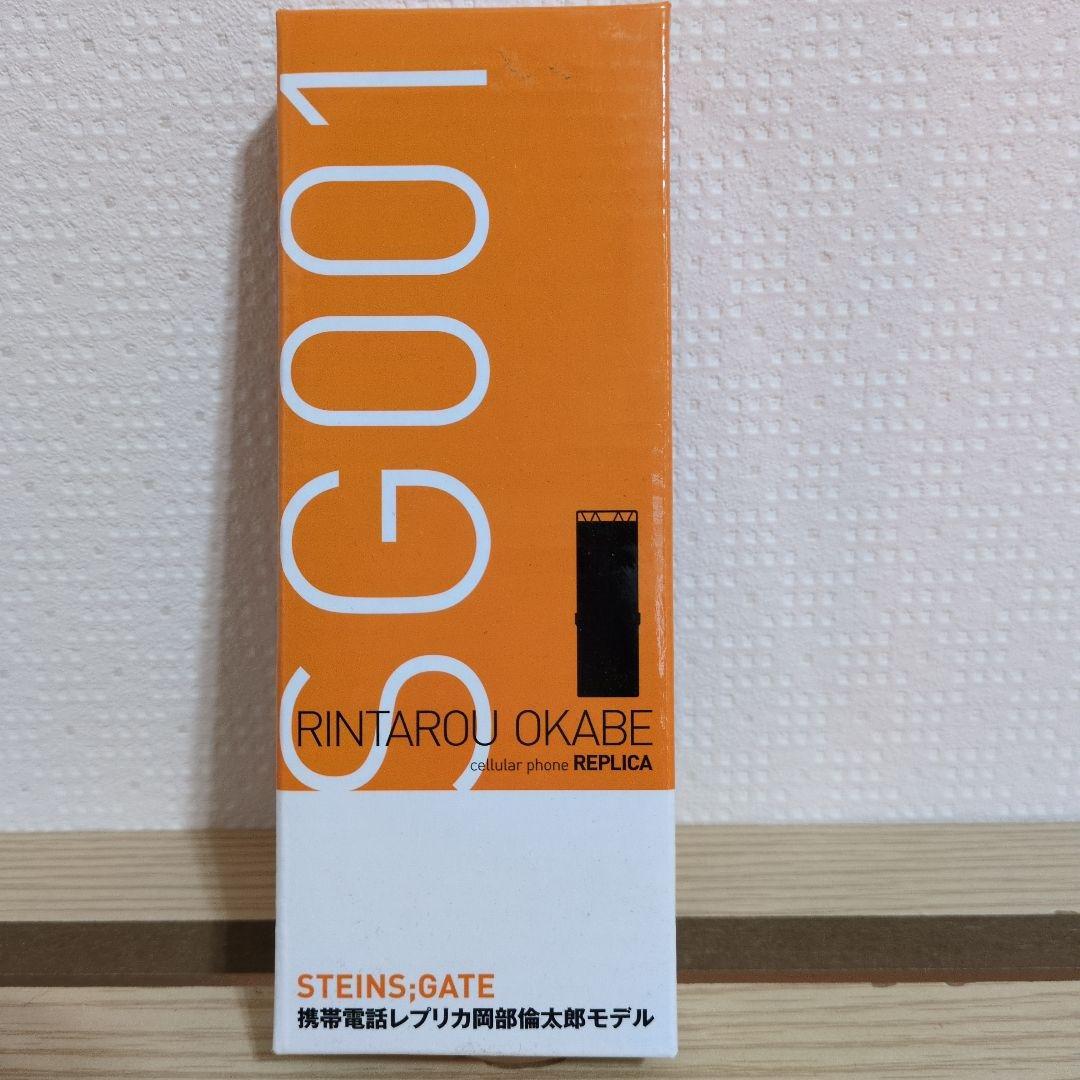 SG001
RINTAROU OKABE
cellular phone REPLICA
STEINS;GATE
携帯電話レプリカ岡部倫太郎モデル